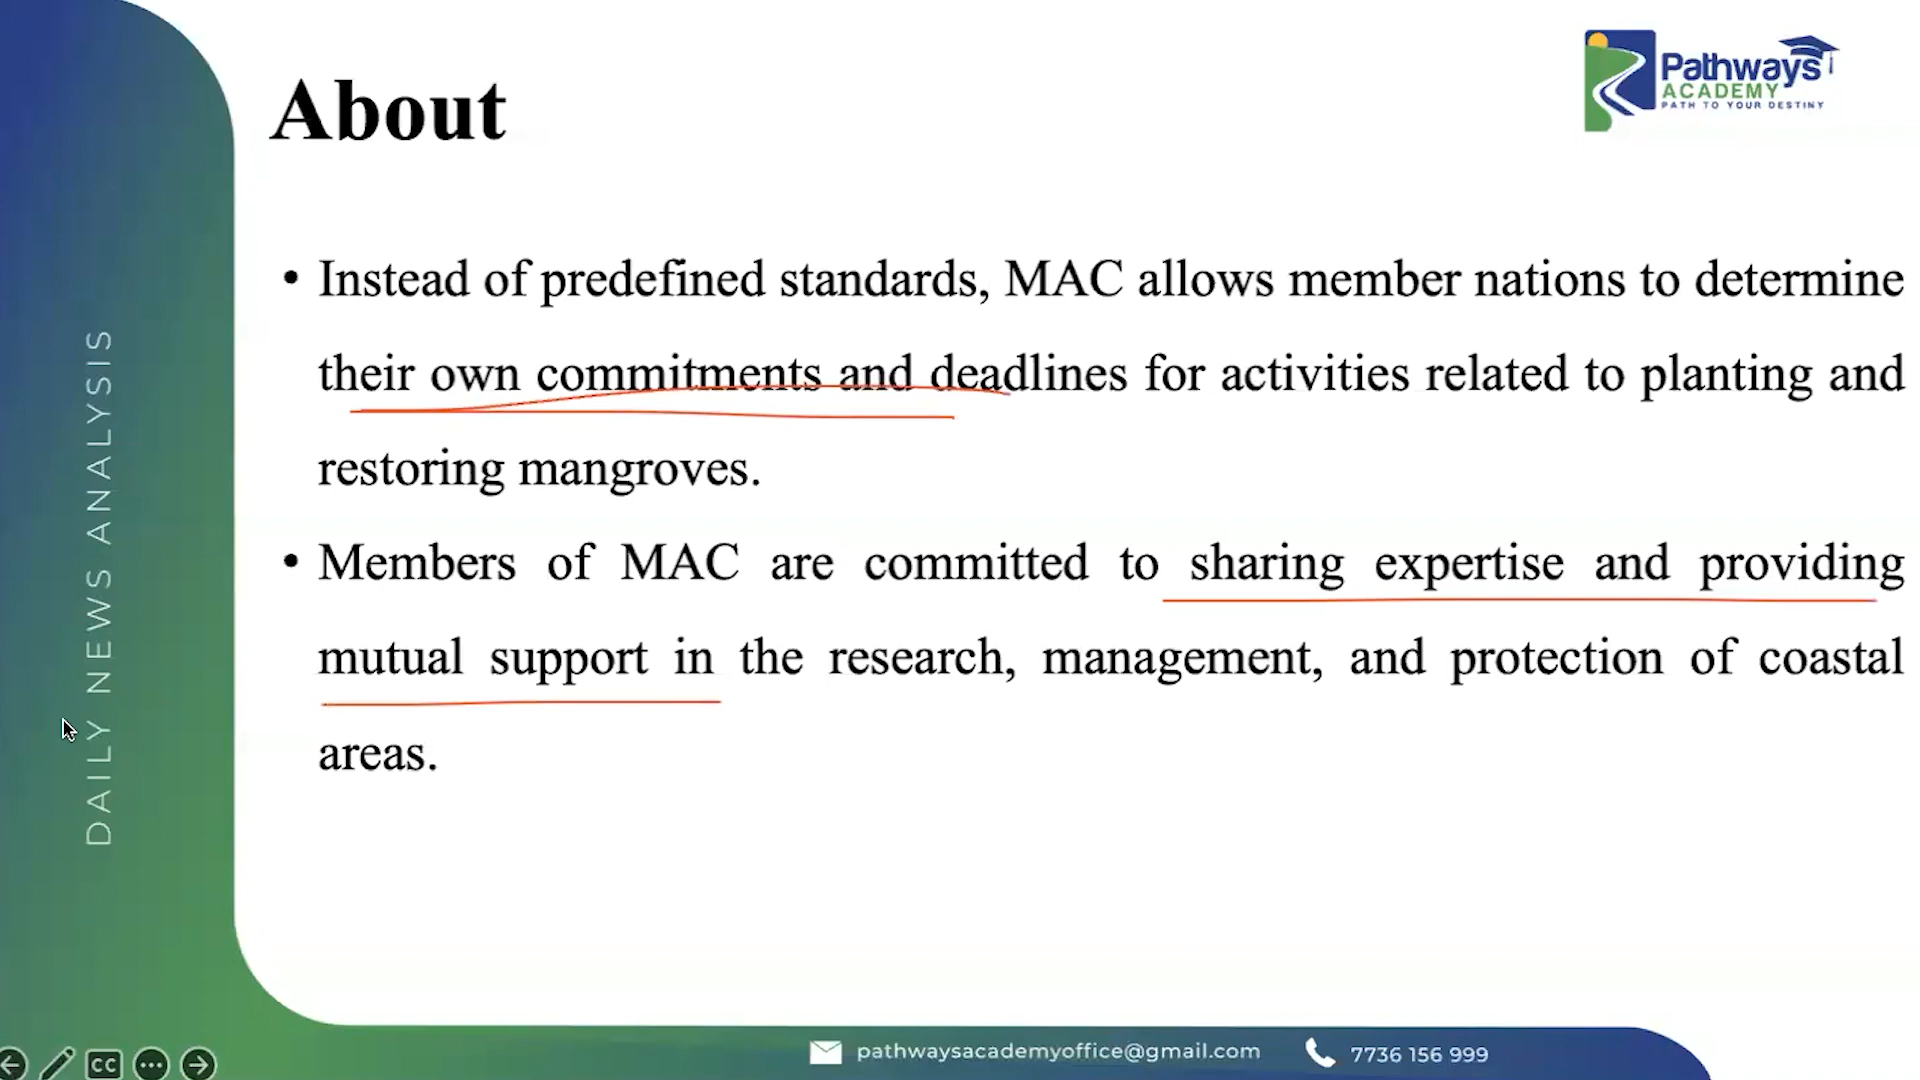 About
Pathways
ACADEMY
PATH TO YOUR DESTINY
• Instead of predefined standards, MAC allows member nations to determine
their own commitments and deadlines for activities related to planting and
restoring mangroves.
• Members of MAC are committed to sharing expertise and providing
mutual support in the research, management, and protection of coastal
areas.
DAILY NEWS ANALYSIS
CC
pathwaysacademyoffice@gmail.com
7736 156 999